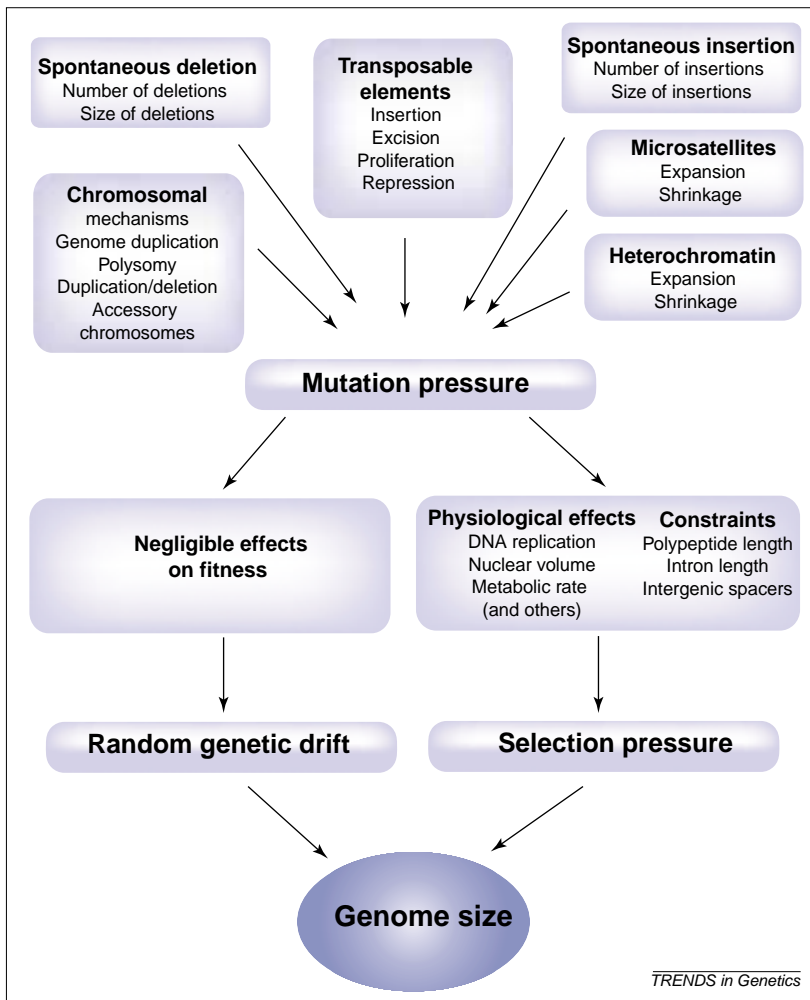 Spontaneous deletion
Number of deletions
Size of deletions
Transposable
elements
Insertion
Excision
Proliferation
Repression
Spontaneous insertion
Number of insertions
Size of insertions
Chromosomal
mechanisms
Genome duplication
Polysomy
Duplication/deletion
Accessory
chromosomes
Microsatellites
Expansion
Shrinkage
Heterochromatin
Expansion
Shrinkage
Mutation pressure
Negligible effects
on fitness
Physiological effects
DNA replication
Nuclear volume
Metabolic rate
(and others)
Constraints
Polypeptide length
Intron length
Intergenic spacers
Random genetic drift
Selection pressure
Genome size
TRENDS in Genetics